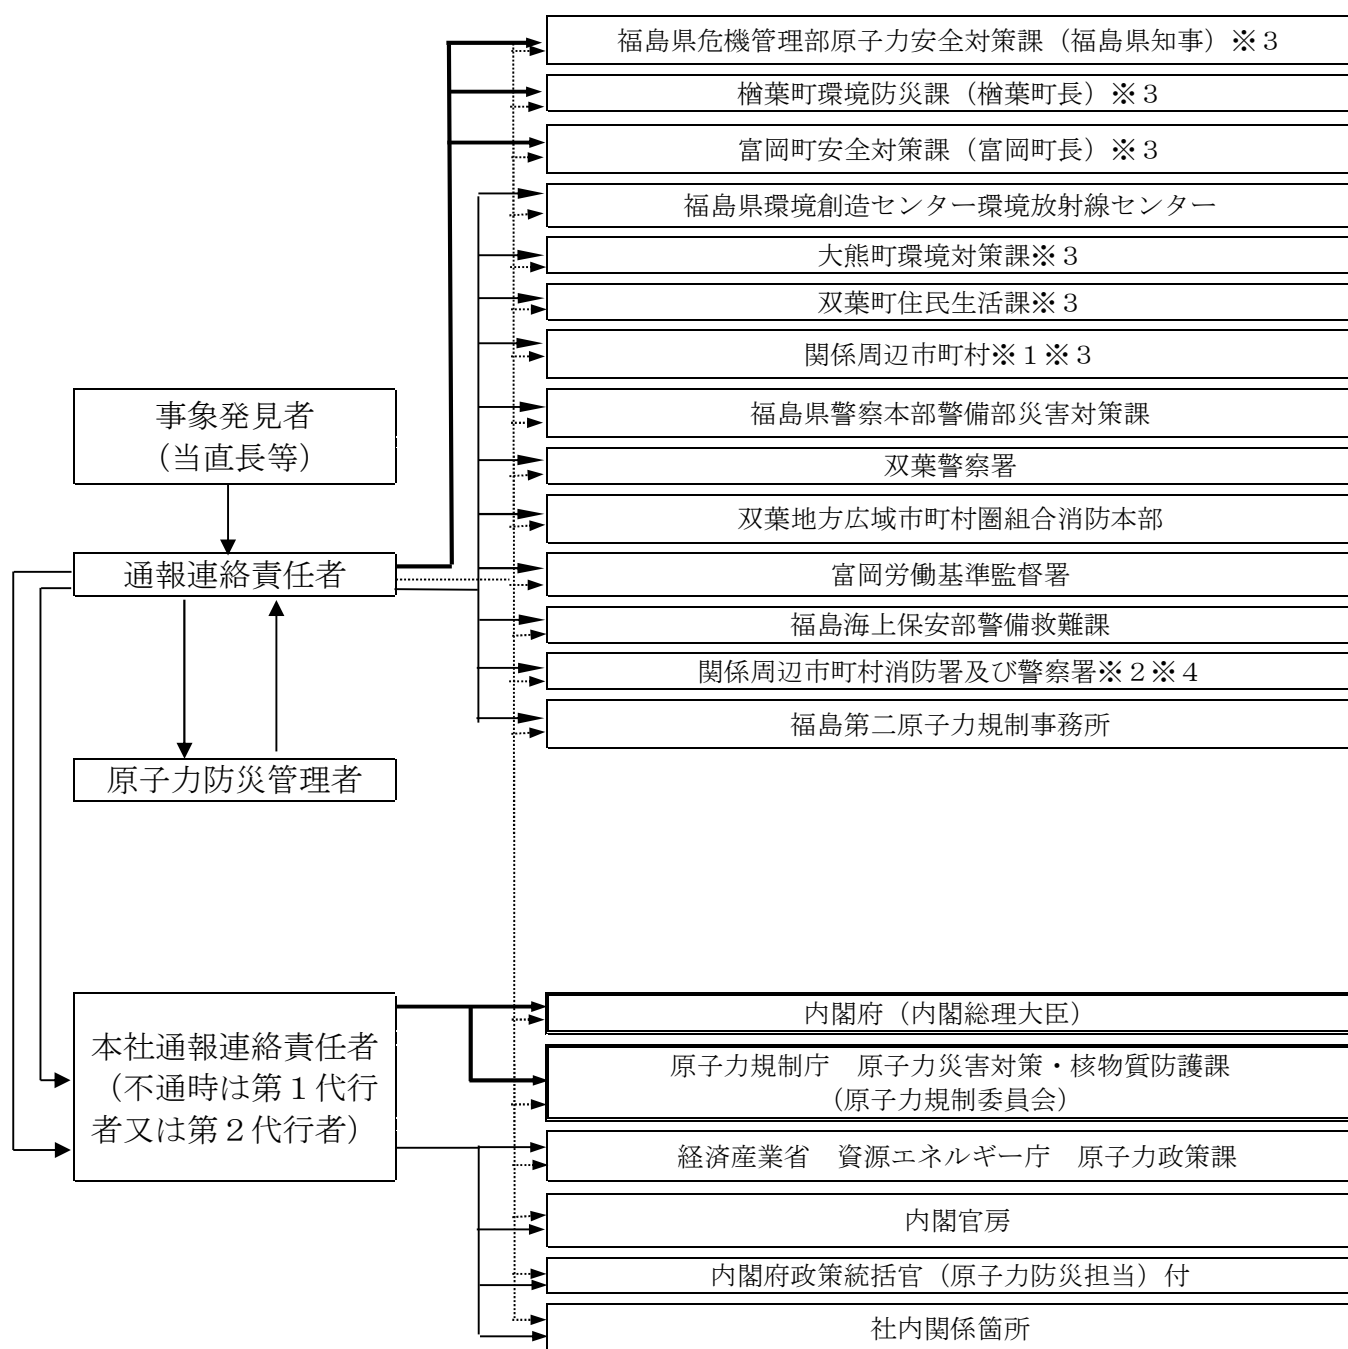 福島県危機管理部原子力安全対策課（福島県知事）※３
楢葉町環境防災課（楢葉町長）※３
富岡町安全対策課（富岡町長）※３
福島県環境創造センター環境放射線センター
大熊町環境対策課※３
双葉町住民生活課※３
関係周辺市町村※１※３
福島県警察本部警備部災害対策課
双葉警察署
双葉地方広域市町村圏組合消防本部
富岡労働基準監督署
福島海上保安部警備救難課
関係周辺市町村消防署及び警察署※２※４
福島第二原子力規制事務所
事象発見者
（当直長等）
通報連絡責任者
原子力防災管理者
本社通報連絡責任者
（不通時は第１代行
者又は第２代行者）
内閣府（内閣総理大臣）
原子力規制庁　原子力災害対策・核物質防護課
（原子力規制委員会）
経済産業省　資源エネルギー庁　原子力政策課
内閣官房
内閣府政策統括官（原子力防災担当）付
社内関係箇所